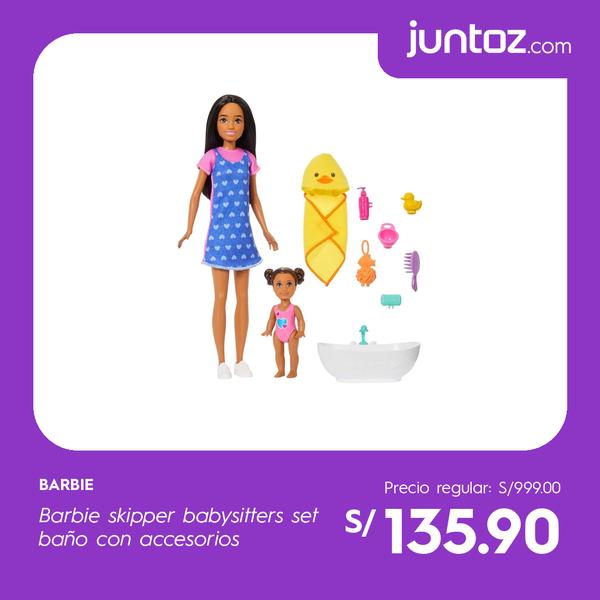 juntoz.com
BARBIE
Barbie skipper babysitters set
baño con accesorios
Precio regular: S/999.00
S/135.90